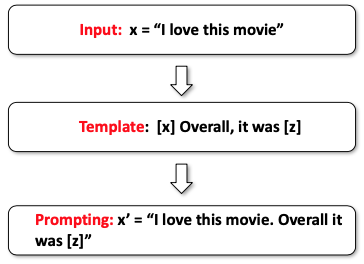 Input: x = “I love this movie”
Template: [x] Overall, it was [z]
Prompting: x’ = “I love this movie. Overall it
was [z]”